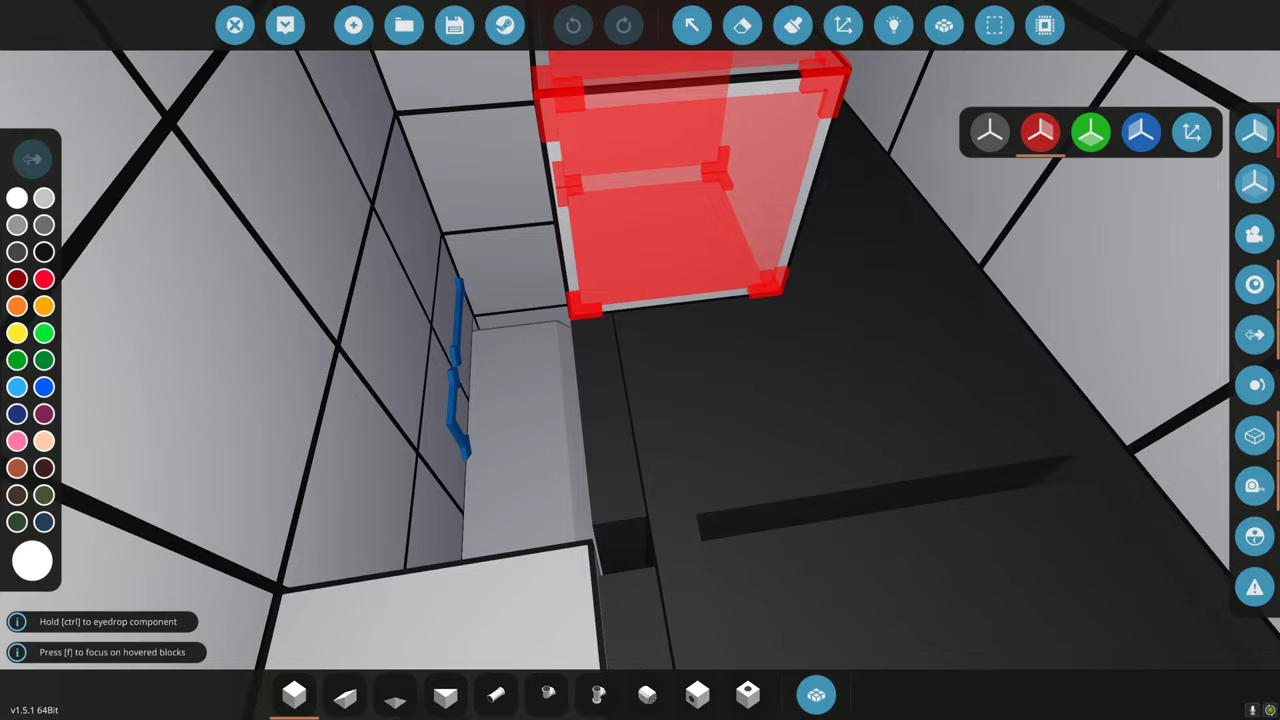 Hold [ctrl] to eyedrop component
Press [f] to focus on hovered blocks
v1.5.1 64Bit